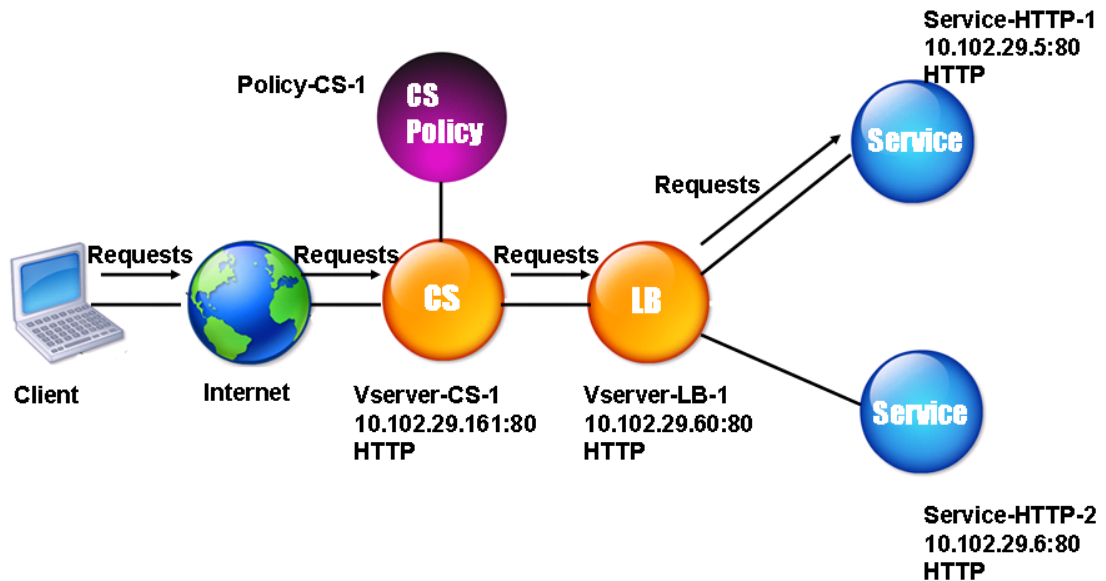 Service-HTTP-1
10.102.29.5:80
HTTP
Policy-CS-1
CS
Policy
Service
Requests
Requests
Requests
Requests
CS
LB
Client
Internet
Vserver-CS-1
10.102.29.161:80
HTTP
Vserver-LB-1
10.102.29.60:80
HTTP
Service
Service-HTTP-2
10.102.29.6:80
HTTP